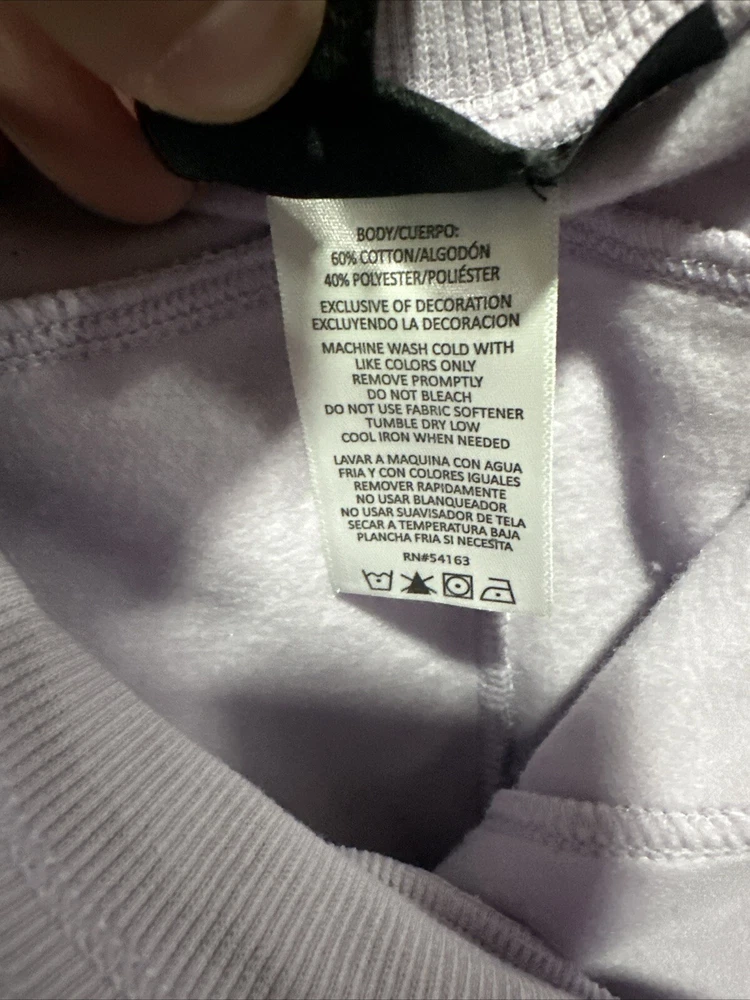 BODY/CUERPO:
60% COTTON/ALGODÓN
40% POLYESTER/POLIÉSTER
EXCLUSIVE OF DECORATION
EXCLUYENDO LA DECORACION
MACHINE WASH COLD WITH
LIKE COLORS ONLY
REMOVE PROMPTLY
DO NOT BLEACH
DO NOT USE FABRIC SOFTENER
TUMBLE DRY LOW
COOL IRON WHEN NEEDED
LAVAR A MAQUINA CON AGUA
FRIA Y CON COLORES IGUALES
REMOVER RAPIDAMENTE
NO USAR BLANQUEADOR
NO USAR SUAVISADOR DE TELA
SECAR A TEMPERATURA BAJA
PLANCHA FRIA SI NECESITA
RN#54163